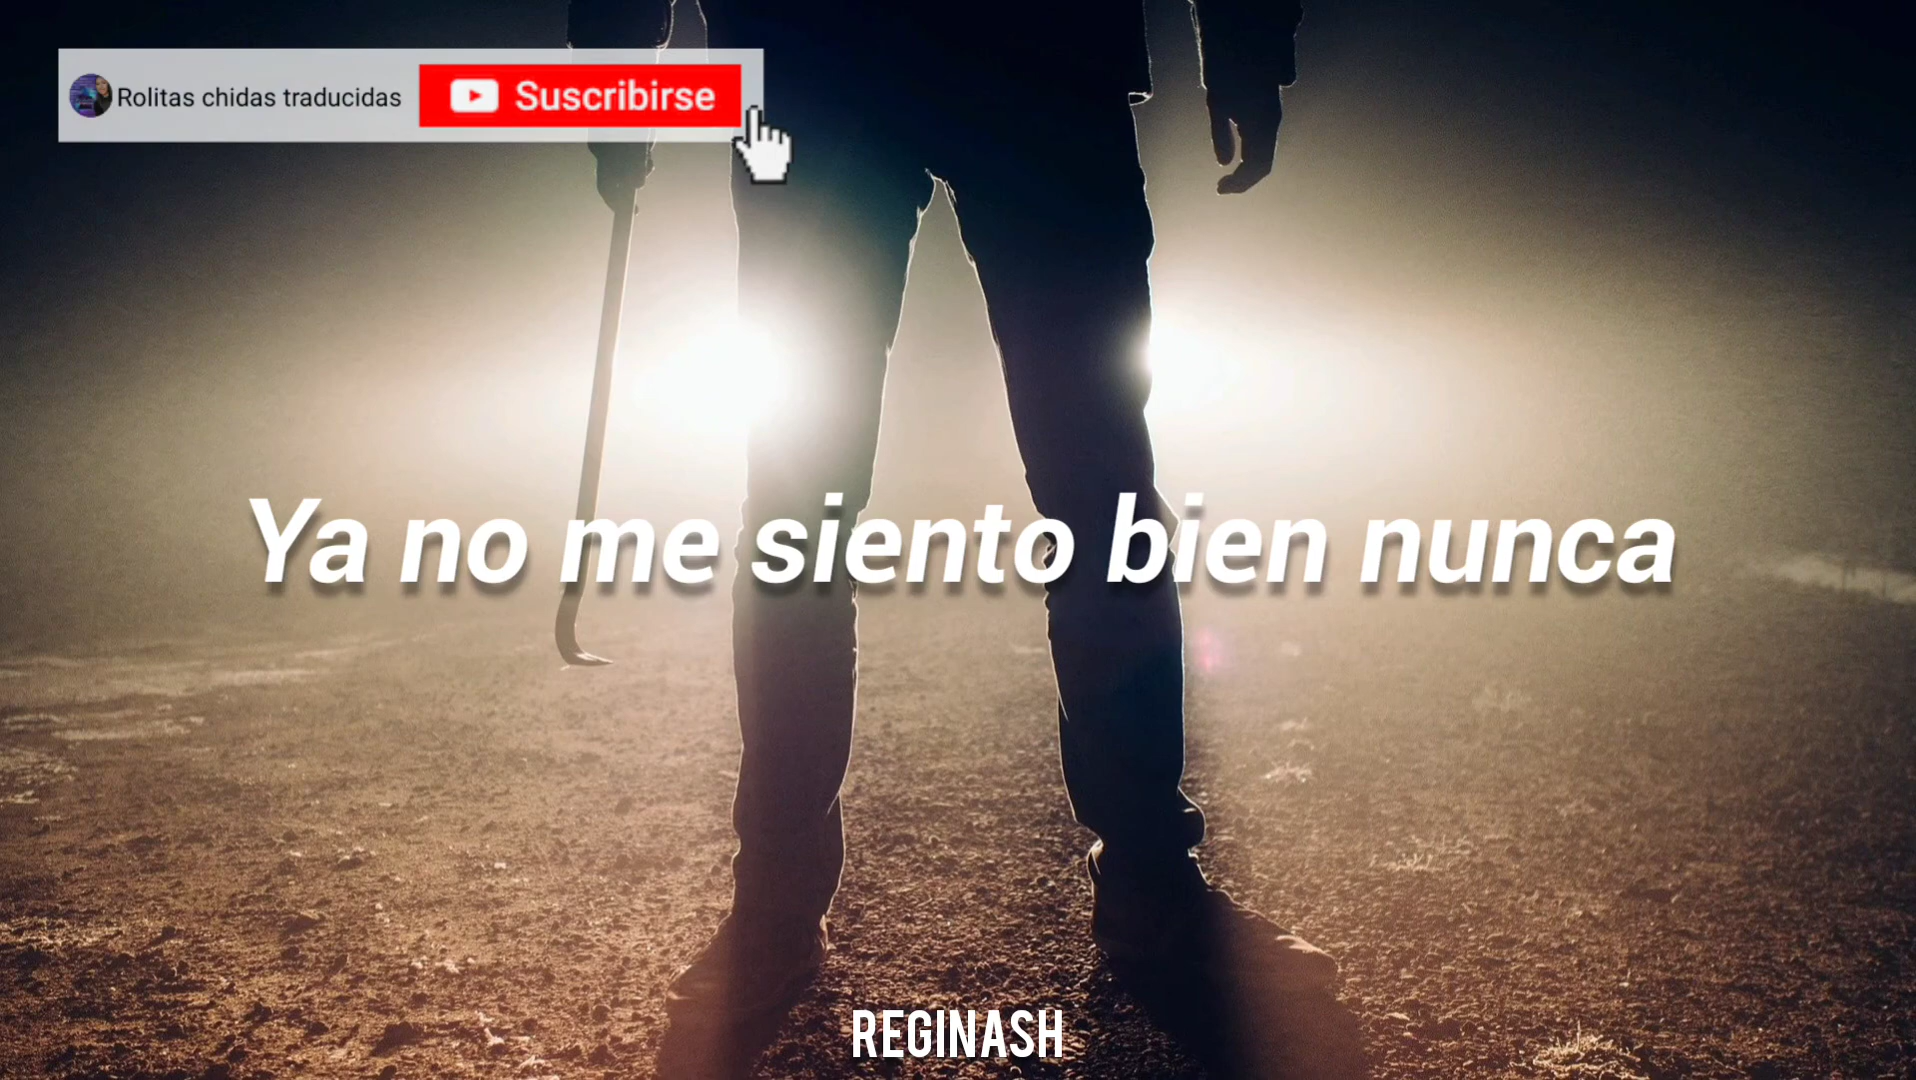 Rolitas chidas traducidas
Suscribirse
Ya no me siento bien nunca
REGINASH